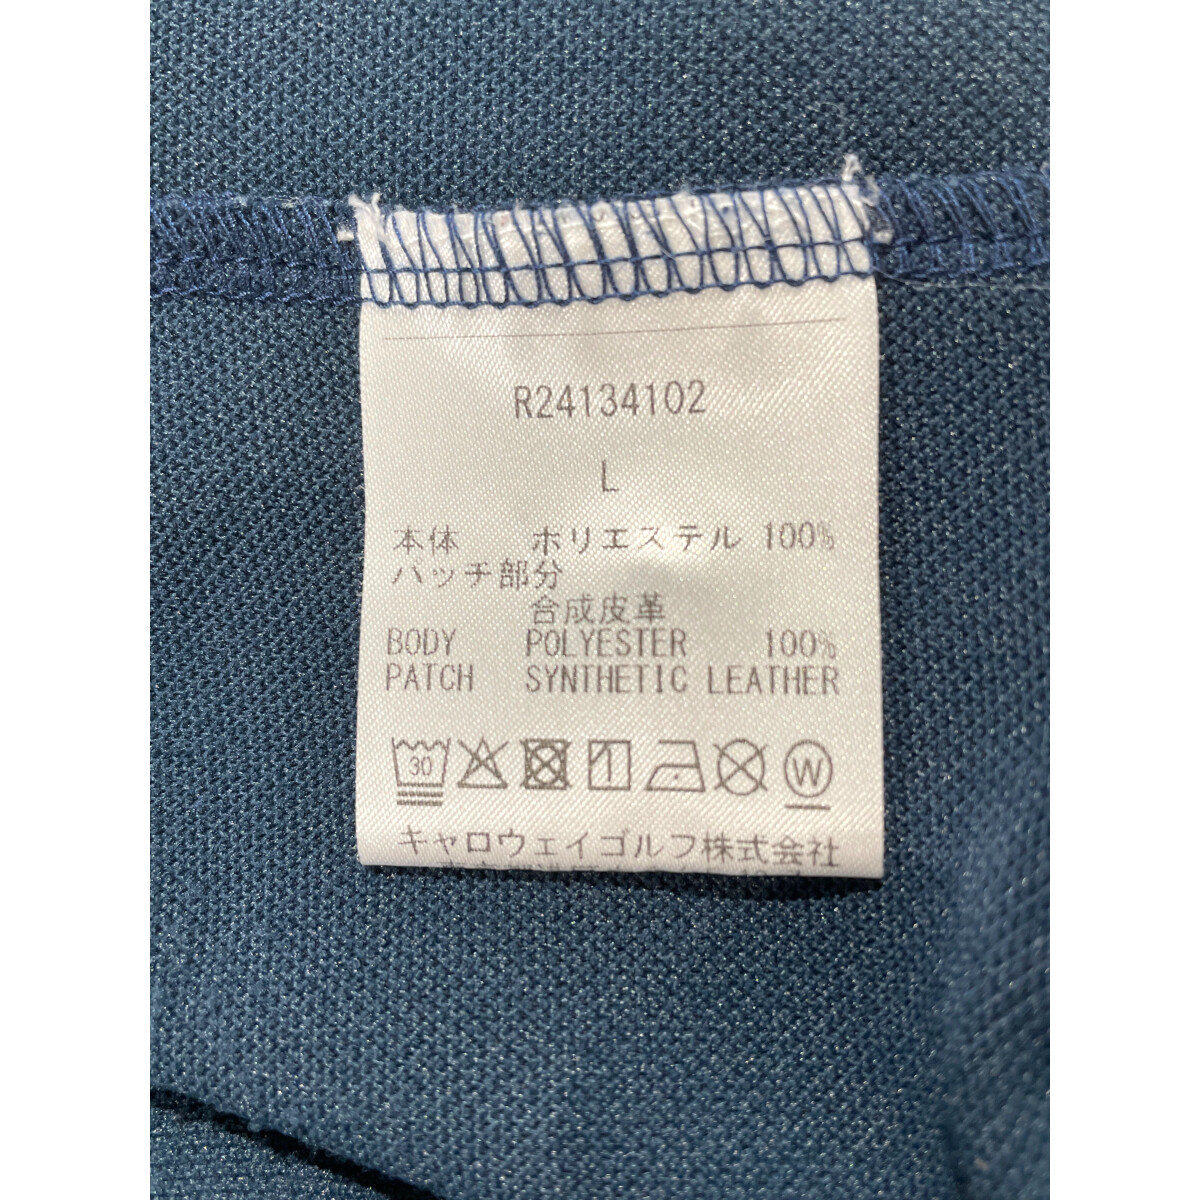 R24134102
L
本体 ポリエステル 100%
パッチ部分
合成皮革
BODY POLYESTER 100%
PATCH SYNTHETIC LEATHER
30
W
キャロウェイゴルフ株式会社